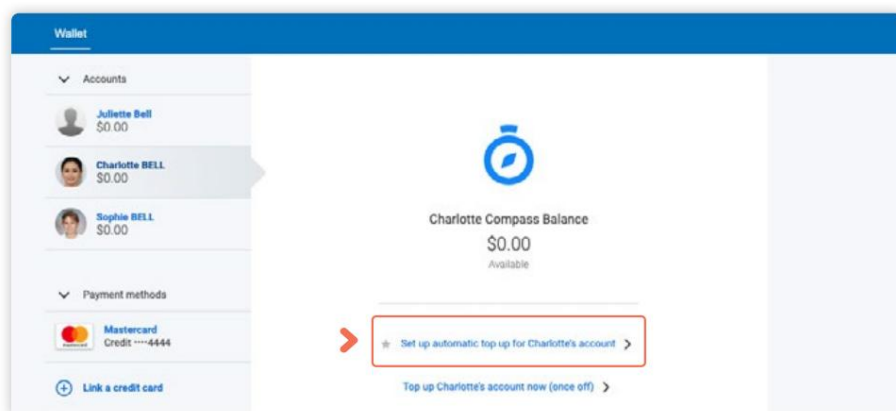 Wallet
Accounts
Juliette Bell
$0.00
Charlotte BELL
$0.00
Sophie BELL
$0.00
Payment methods
Mastercard
Credit ····4444
Link a credit card
Charlotte Compass Balance
$0.00
Available
Set up automatic top up for Charlotte's account
Top up Charlotte's account now (once off)